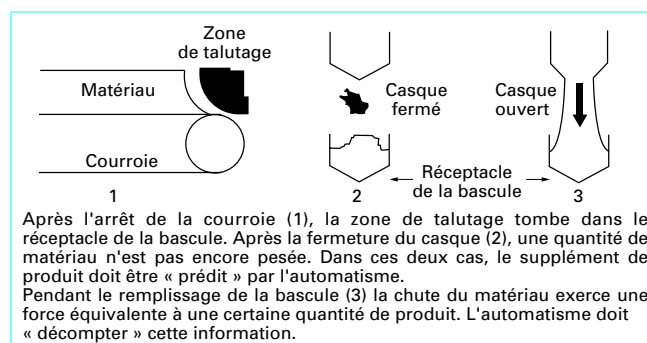 Zone
de talutage
Matériau
Courroie
1
Casque
fermé
2
Casque
ouvert
3
Réceptacle
de la bascule
Après l'arrêt de la courroie (1), la zone de talutage tombe dans le
réceptacle de la bascule. Après la fermeture du casque (2), une quantité de
matériau n'est pas encore pesée. Dans ces deux cas, le supplément de
produit doit être « prédit » par l'automatisme.
Pendant le remplissage de la bascule (3) la chute du matériau exerce une
force équivalente à une certaine quantité de produit. L'automatisme doit
« décompter » cette information.